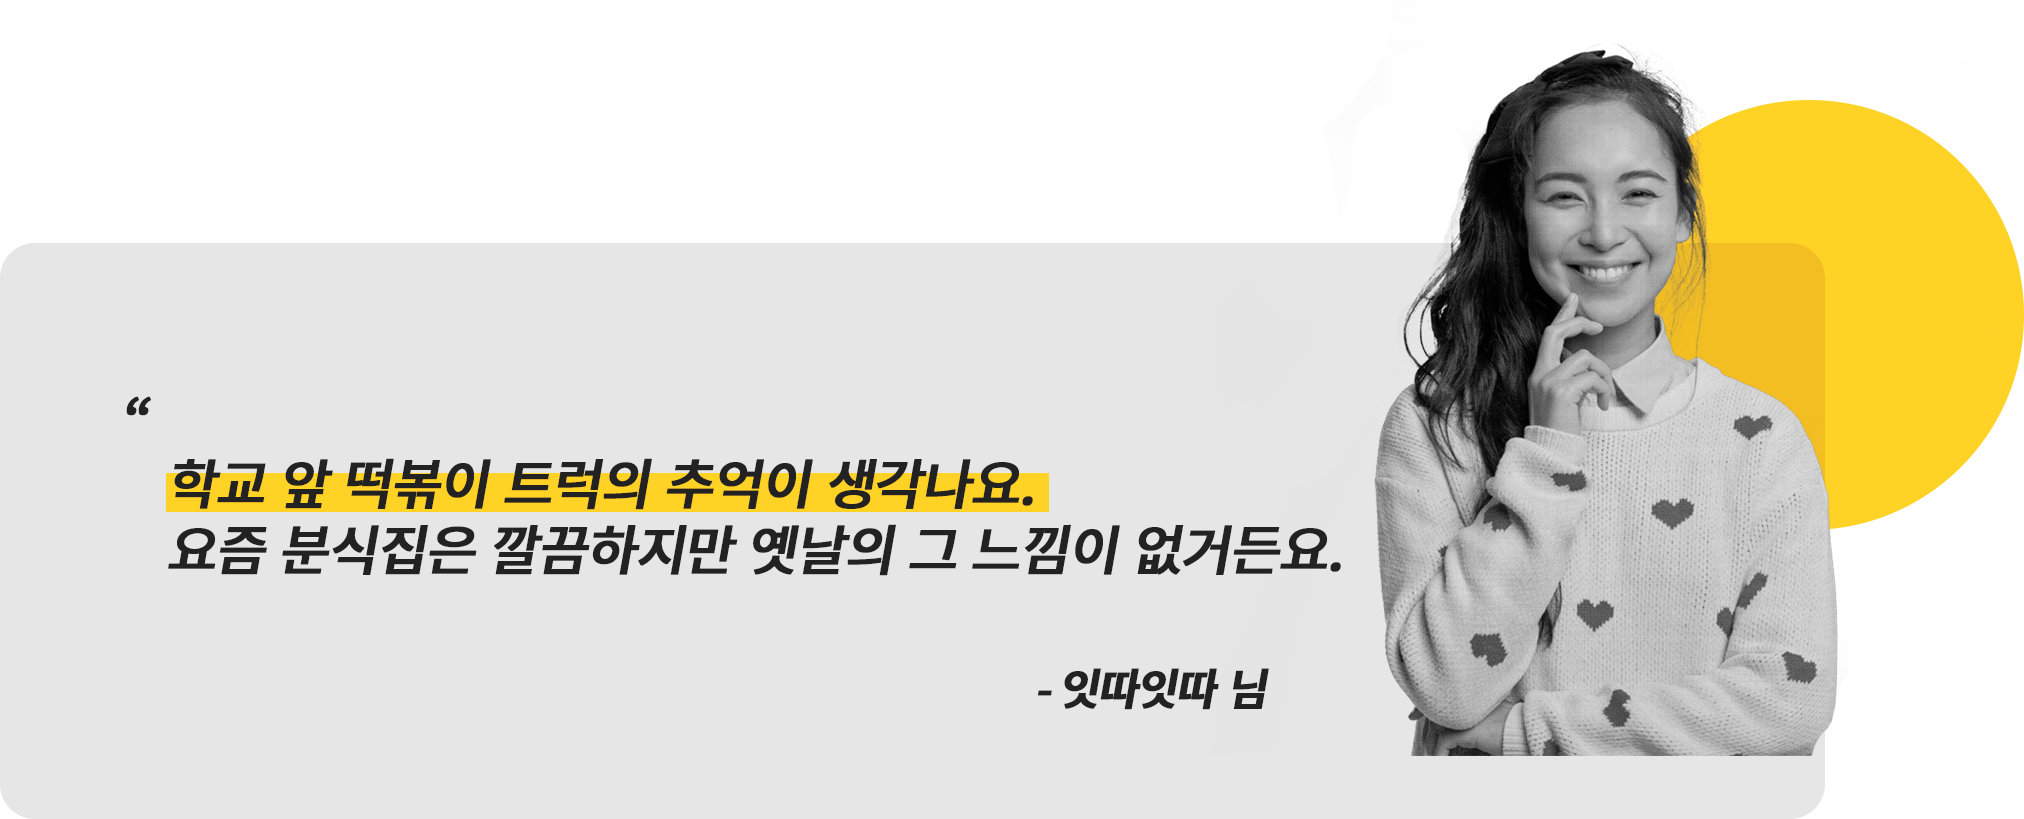 “
학교 앞 떡볶이 트럭의 추억이 생각나요.
요즘 분식집은 깔끔하지만 옛날의 그 느낌이 없거든요.
- 잇따잇따 님